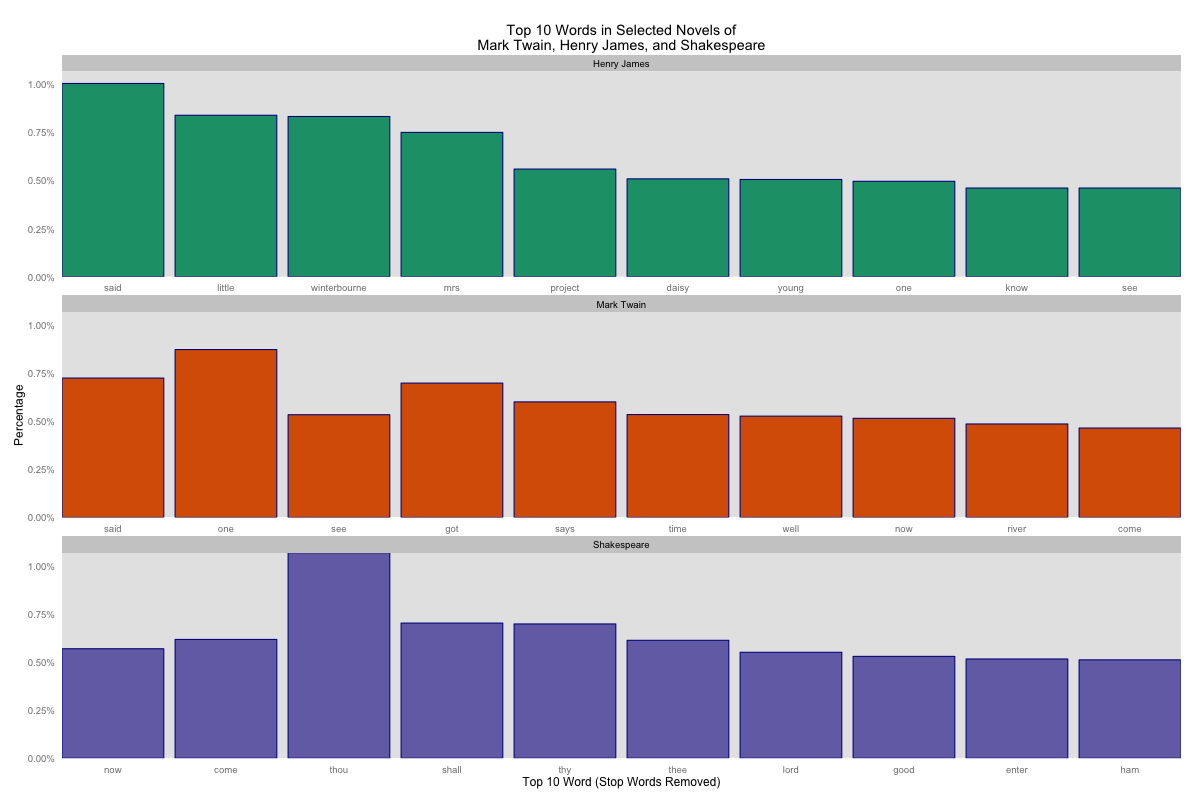 Top 10 Words in Selected Novels of
Mark Twain, Henry James, and Shakespeare
Henry James
1.00%
0.75%
0.50%
0.25%
0.00%
said little winterbourne mrs project daisy young one know see
Mark Twain
1.00%
0.75%
0.50%
0.25%
0.00%
Percentage
said one see got says time well now river come
Shakespeare
1.00%
0.75%
0.50%
0.25%
0.00%
now come thou shall thy thee lord good enter ham
Top 10 Word (Stop Words Removed)